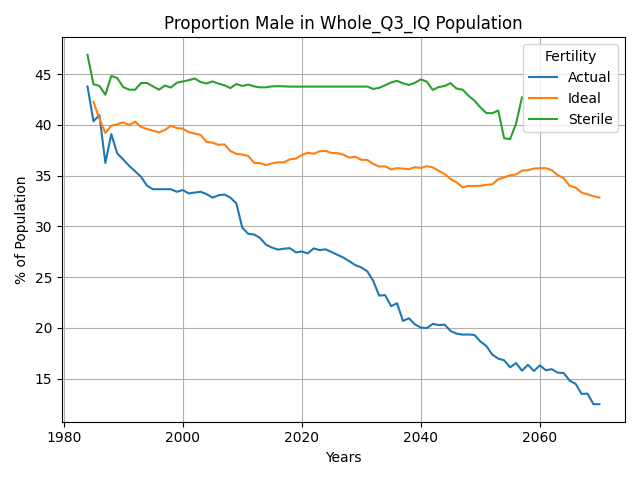 Proportion Male in Whole_Q3_IQ Population
Fertility
Actual
Ideal
Sterile
% of Population
45
40
35
30
25
20
15
1980
2000
2020
2040
2060
Years